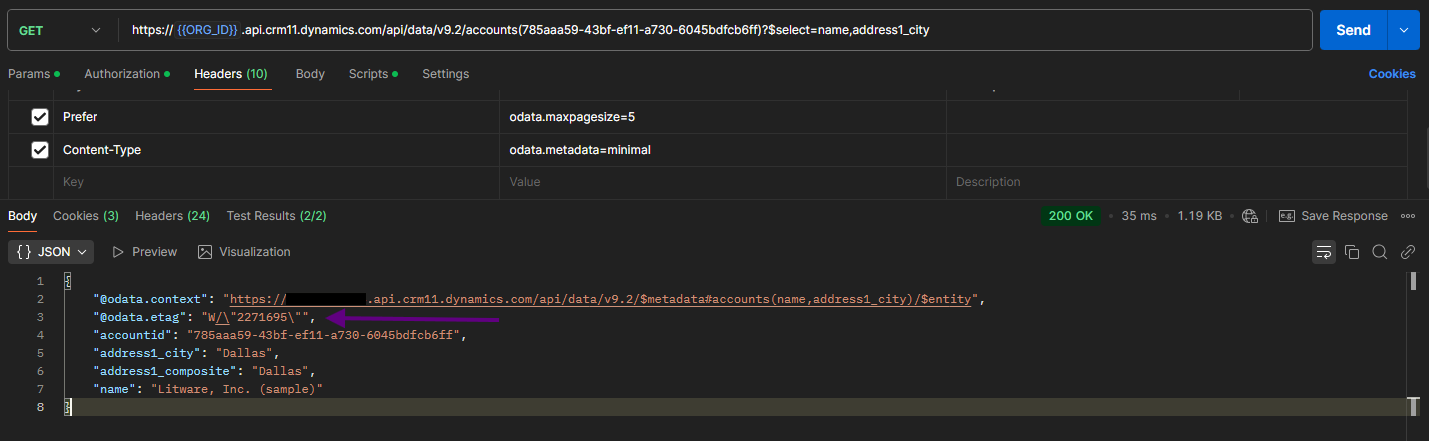 GET https:// {{ORG_ID}} .api.crm11.dynamics.com/api/data/v9.2/accounts(785aaa59-43bf-ef11-a730-6045bdfcb6ff)?$select=name,address1_city Send
Params Authorization Headers (10) Body Scripts Settings Cookies
Prefer odata.maxpagesize=5
Content-Type odata.metadata=minimal
Key Value Description
Body Cookies (3) Headers (24) Test Results (2/2) 200 OK 35 ms 1.19 KB e.g. Save Response
{} JSON Preview Visualization
1 {
2 "@odata.context": "https:// .api.crm11.dynamics.com/api/data/v9.2/$metadata#accounts(name,address1_city)/$entity",
3 "@odata.etag": "W/\"2271695\"",
4 "accountid": "785aaa59-43bf-ef11-a730-6045bdfcb6ff",
5 "address1_city": "Dallas",
6 "address1_composite": "Dallas",
7 "name": "Litware, Inc. (sample)"
8 }